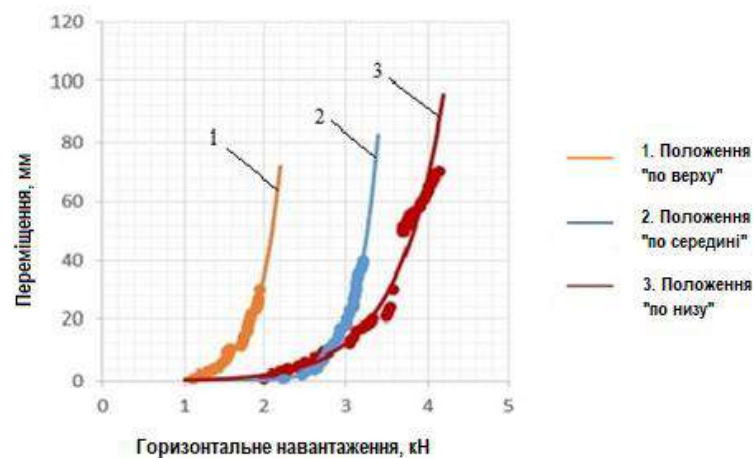 120
100
80
60
40
20
0
0 1 2 3 4 5
Переміщення, мм
Горизонтальне навантаження, кН
1
2
3
1. Положення
"по верху"
2. Положення
"по середині"
3. Положення
"по низу"